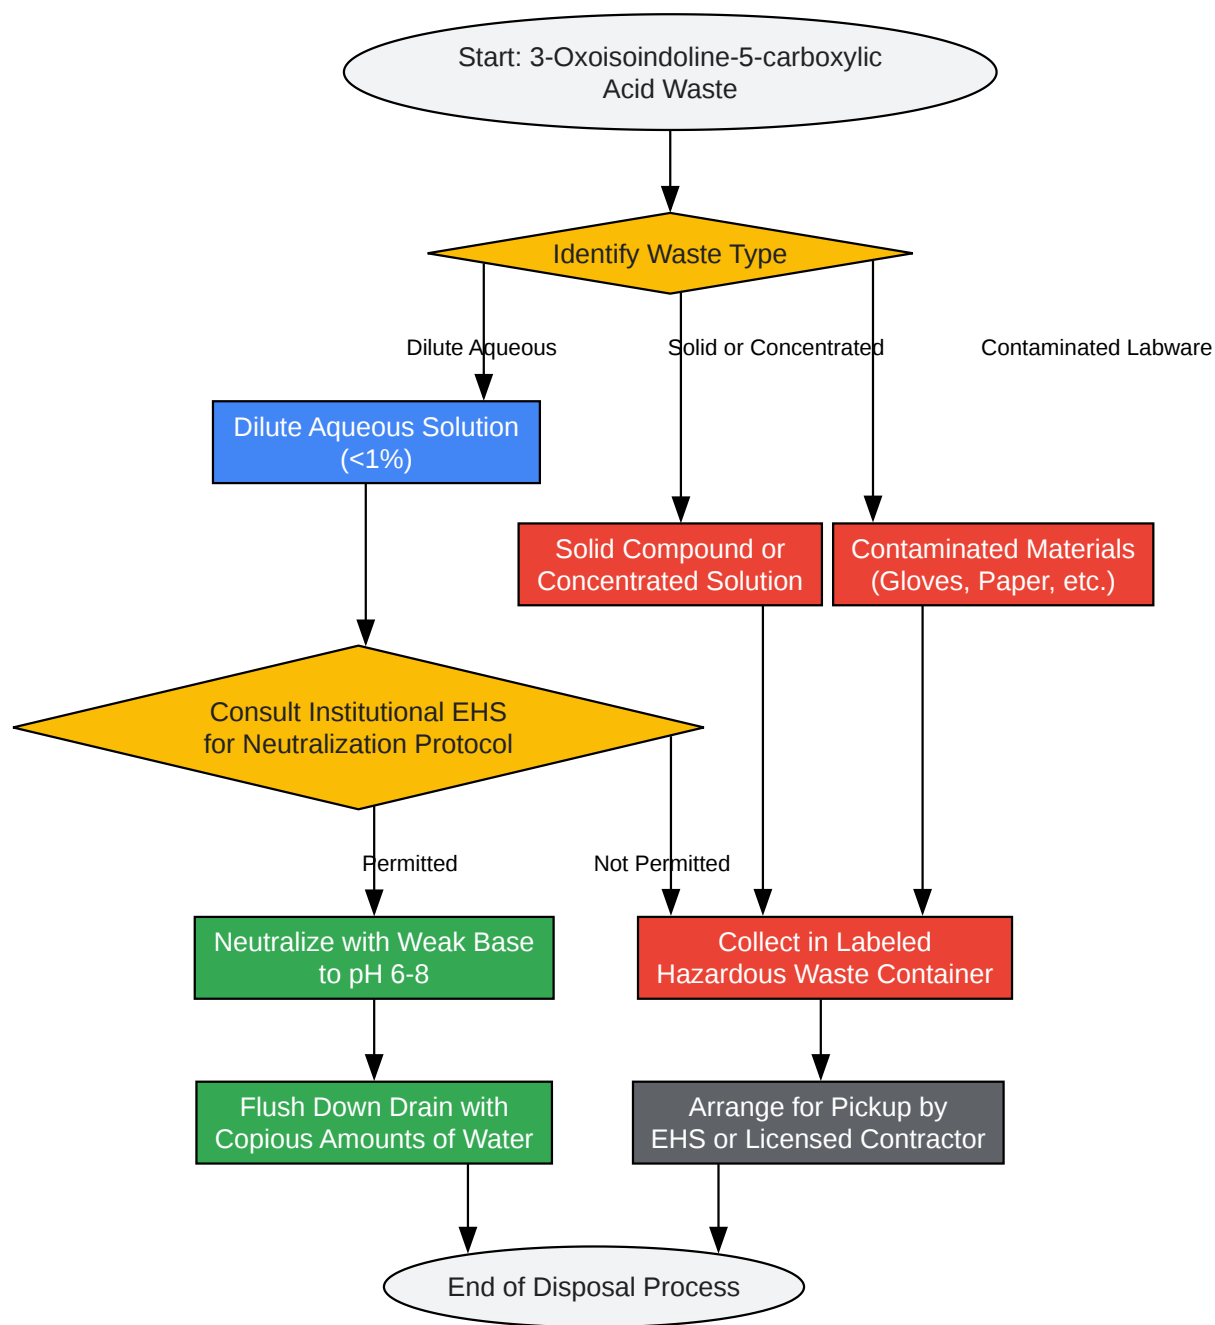 Start: 3-Oxoisoindoline-5-carboxylic
Acid Waste
Identify Waste Type
Dilute Aqueous
Solid or Concentrated
Contaminated Labware
Dilute Aqueous Solution
(<1%)
Solid Compound or
Concentrated Solution
Contaminated Materials
(Gloves, Paper, etc.)
Consult Institutional EHS
for Neutralization Protocol
Permitted
Not Permitted
Neutralize with Weak Base
to pH 6-8
Collect in Labeled
Hazardous Waste Container
Flush Down Drain with
Copious Amounts of Water
Arrange for Pickup by
EHS or Licensed Contractor
End of Disposal Process